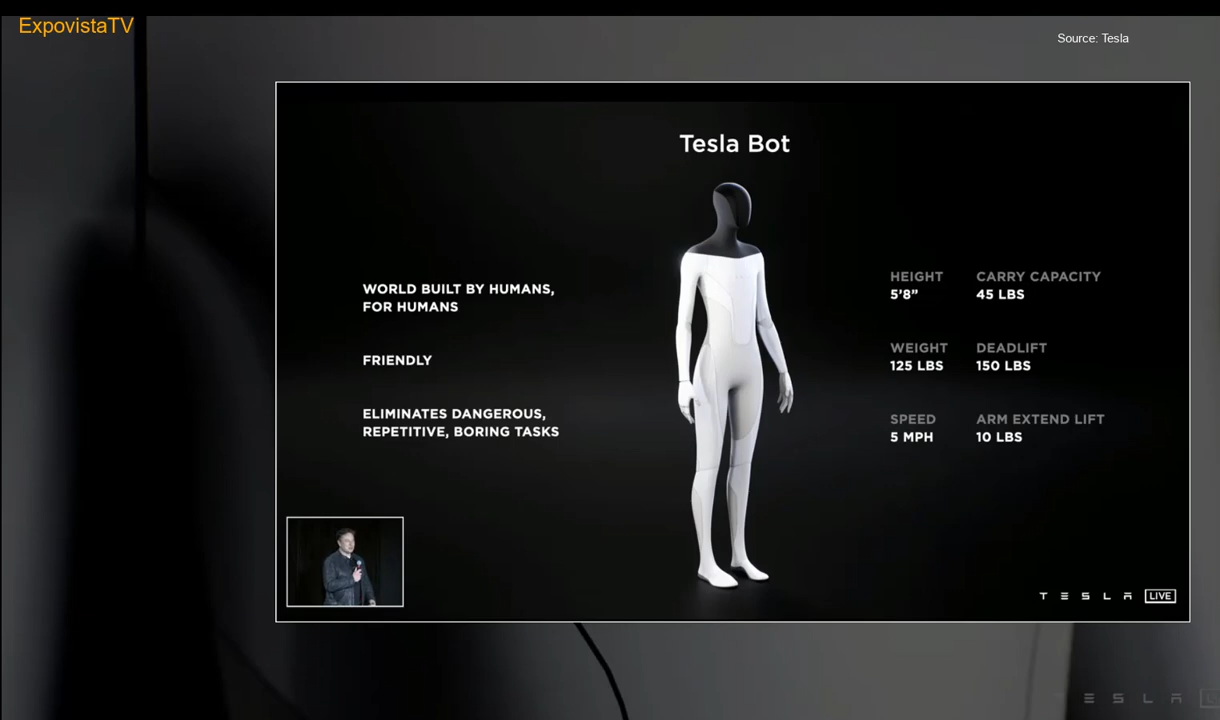 ExpovistaTV
Source: Tesla
Tesla Bot
WORLD BUILT BY HUMANS,
FOR HUMANS
FRIENDLY
ELIMINATES DANGEROUS,
REPETITIVE, BORING TASKS
HEIGHT
5’8”
CARRY CAPACITY
45 LBS
WEIGHT
125 LBS
DEADLIFT
150 LBS
SPEED
5 MPH
ARM EXTEND LIFT
10 LBS
TESLA LIVE
TESLA